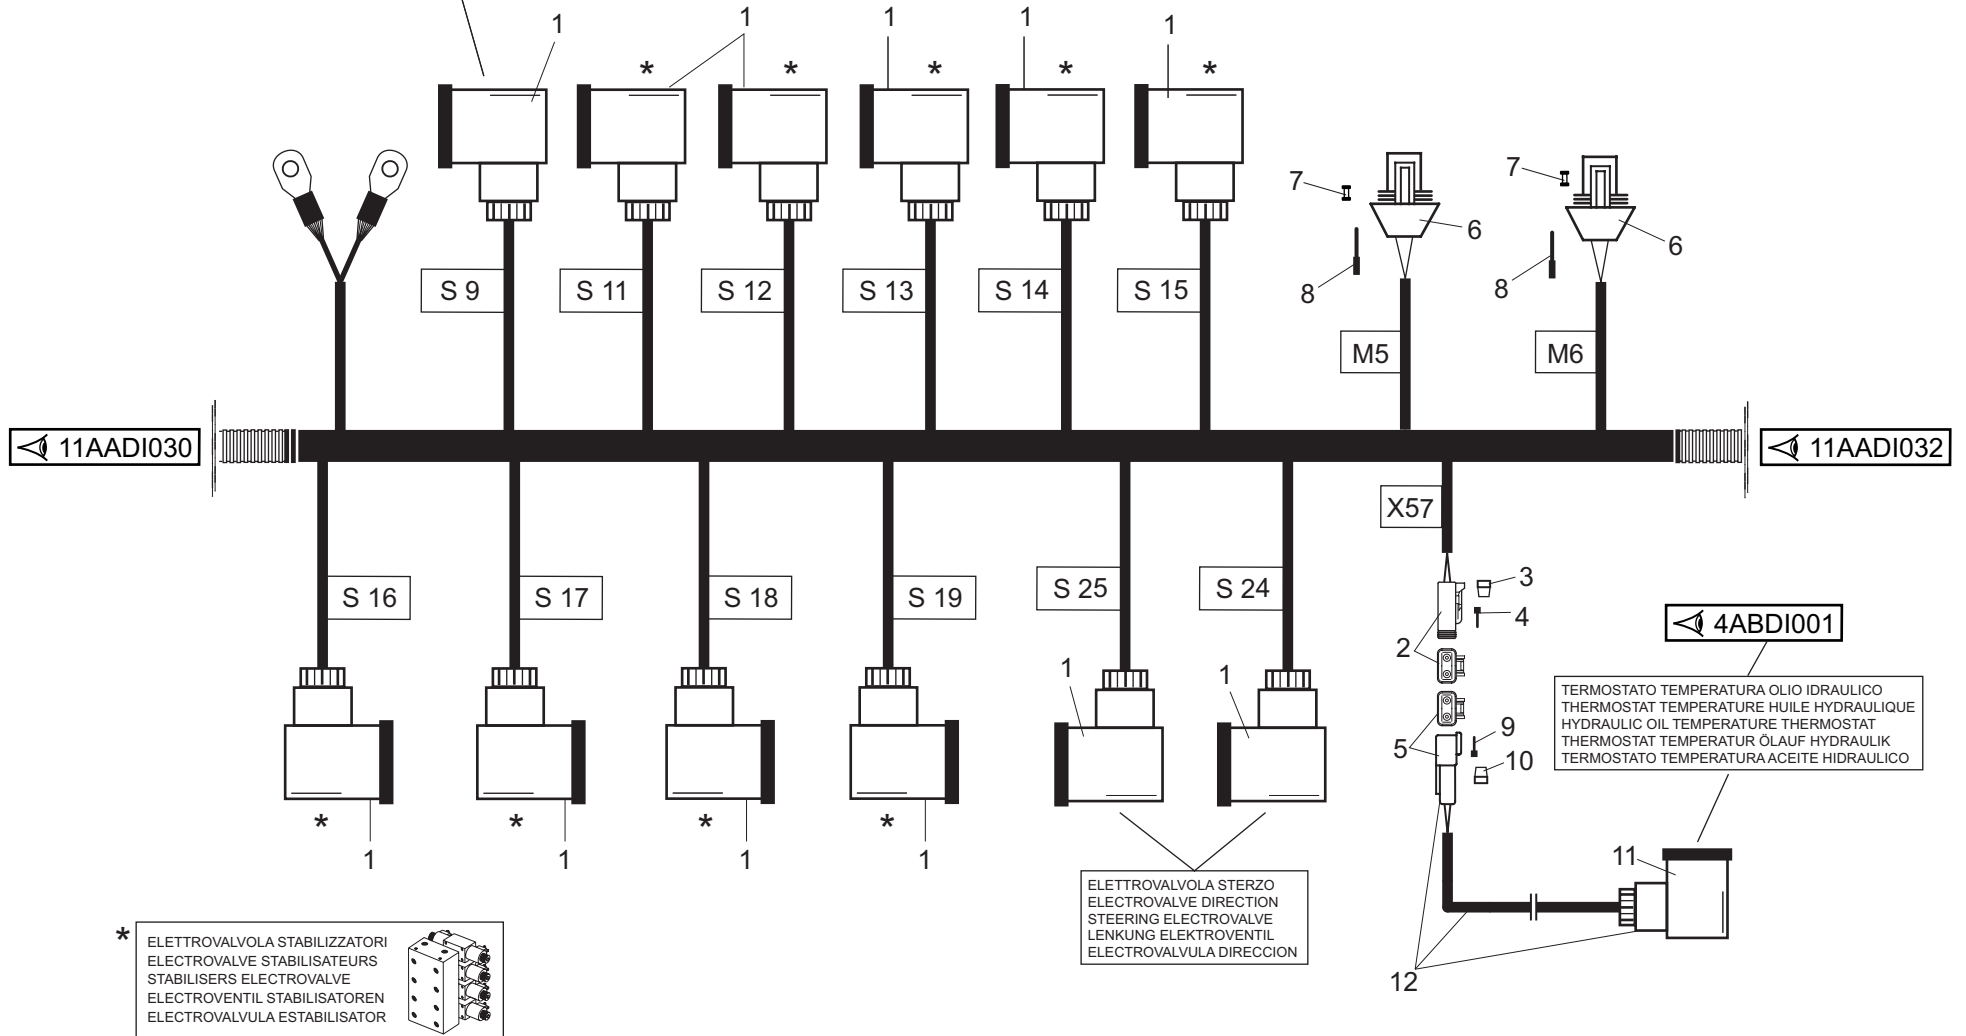 1
1
1
1
1
*
*
*
*
*
7
7
6
6
8
8
S 9
S 11
S 12
S 13
S 14
S 15
M5
M6
11AADI030
11AADI032
X57
S 16
S 17
S 18
S 19
S 25
S 24
3
4
2
4ABDI001
1
1
TERMOSTATO TEMPERATURA OLIO IDRAULICO
THERMOSTAT TEMPERATURE HUILE HYDRAULIQUE
HYDRAULIC OIL TEMPERATURE THERMOSTAT
THERMOSTAT TEMPERATUR ÖLAUF HYDRAULIK
TERMOSTATO TEMPERATURA ACEITE HIDRAULICO
9
5
10
*
*
*
*
1
1
1
1
11
ELETTROVALVOLA STERZO
ELECTROVALVE DIRECTION
STEERING ELECTROVALVE
LENKUNG ELEKTROVENTIL
ELECTROVALVULA DIRECCION
12
*
ELETTROVALVOLA STABILIZZATORI
ELECTROVALVE STABILISATEURS
STABILISERS ELECTROVALVE
ELECTROVENTIL STABILISATOREN
ELECTROVALVULA ESTABILISATOR